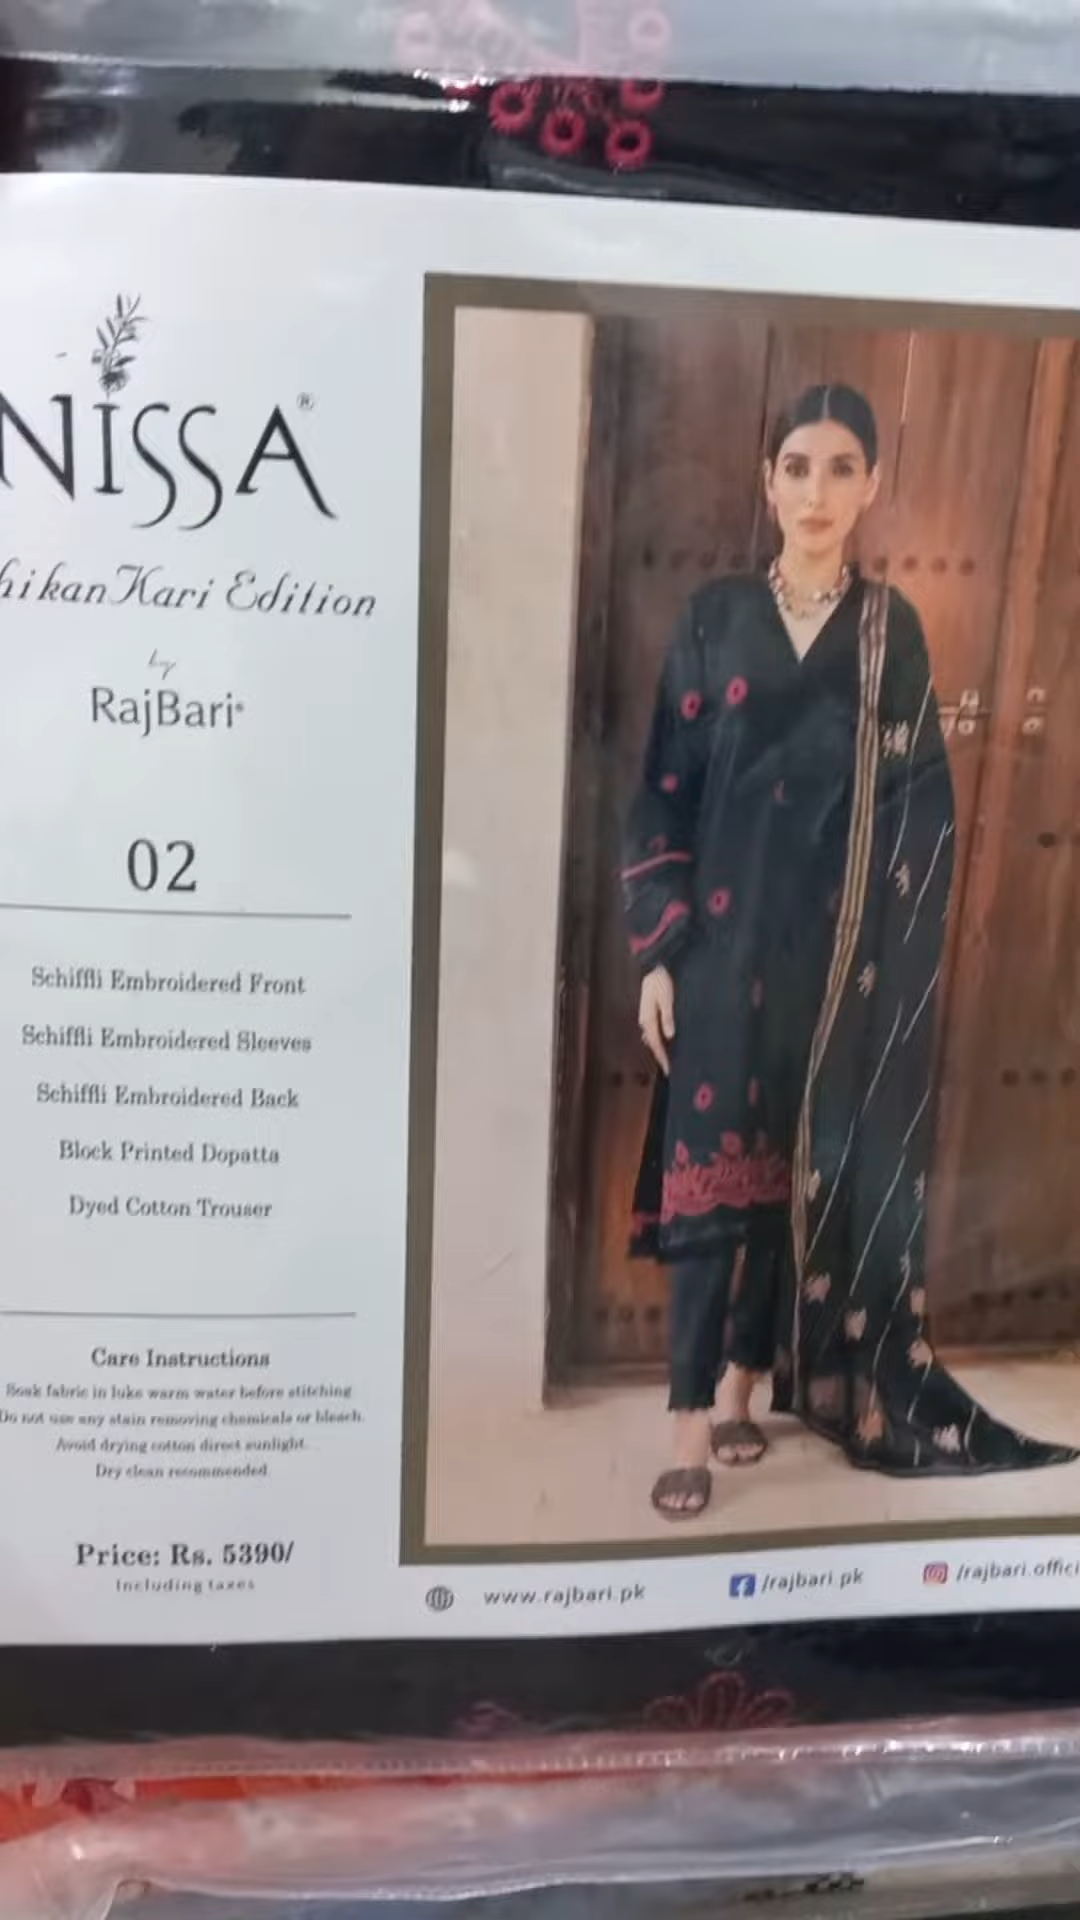 NISSA®
hikanKari Edition
by
RajBari
02
Schiffli Embroidered Front
Schiffli Embroidered Sleeves
Schiffli Embroidered Back
Block Printed Dopatta
Dyed Cotton Trouser
Care Instructions
Soak fabric in luke warm water before stitching
Do not use any stain removing chemicals or bleach.
Avoid drying cotton direct sunlight.
Dry clean recommended.
Price: Rs. 5390/
Including taxes
www.rajbari.pk /rajbari.pk /rajbari.offici